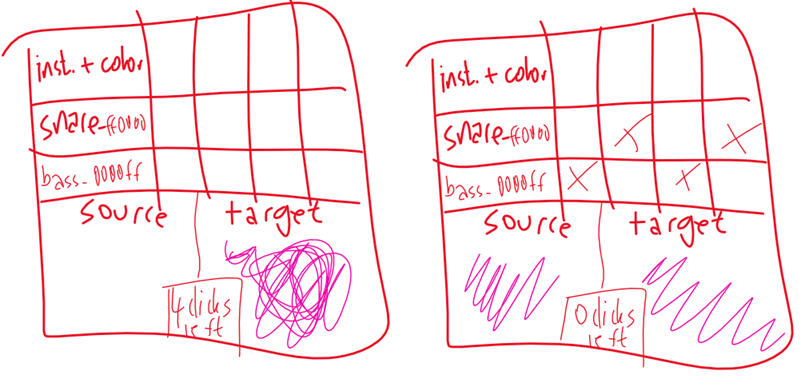 inst. + color
snare-ff0000
bass-0000ff
source target
4 clicks
left
inst. + color
snare-ff0000
bass-0000ff
source target
0 clicks
left